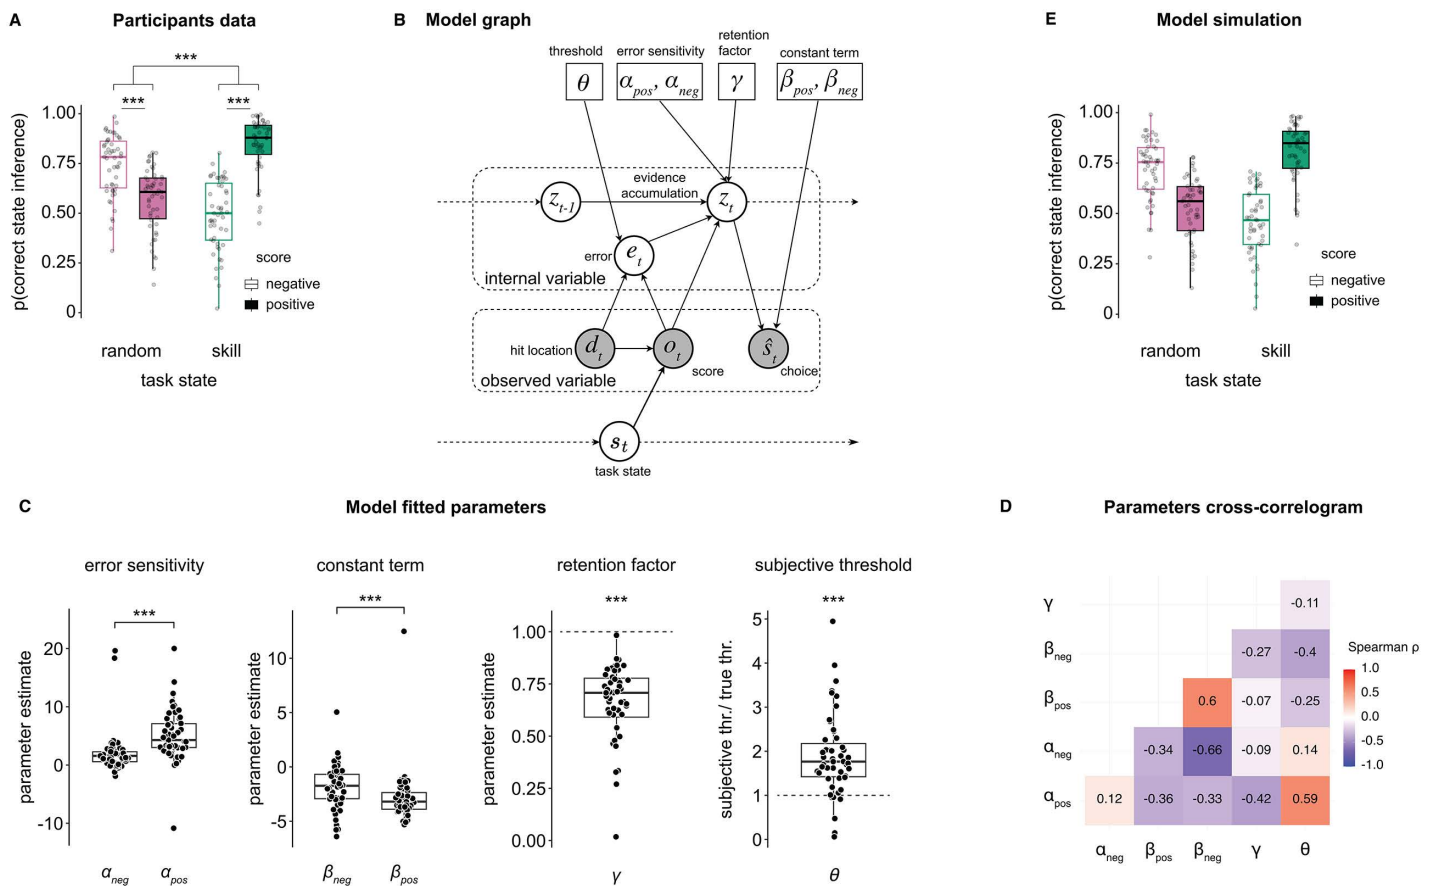 A
Participants data
***
***
***
p(correct state inference)
1.00
0.75
0.50
0.25
0
score
negative
positive
random
skill
task state
B
Model graph
threshold
error sensitivity
retention
factor
constant term
θ
α_pos, α_neg
γ
β_pos, β_neg
evidence
accumulation
z_t-1
z_t
error
e_t
internal variable
hit location
d_t
o_t
score
ŝ_t
choice
observed variable
s_t
task state
E
Model simulation
p(correct state inference)
1.00
0.75
0.50
0.25
0
score
negative
positive
random
skill
task state
C
Model fitted parameters
error sensitivity
***
parameter estimate
20
10
0
-10
α_neg
α_pos
constant term
***
parameter estimate
10
5
0
-5
β_neg
β_pos
retention factor
***
parameter estimate
1.00
0.75
0.50
0.25
0.00
γ
subjective threshold
***
subjective thr./ true thr.
5
4
3
2
1
0
θ
D
Parameters cross-correlogram
γ
-0.11
β_neg
-0.27
-0.4
β_pos
0.6
-0.07
-0.25
α_neg
-0.34
-0.66
-0.09
0.14
α_pos
0.12
-0.36
-0.33
-0.42
0.59
α_neg
β_pos
β_neg
γ
θ
Spearman ρ
1.0
0.5
0.0
-0.5
-1.0